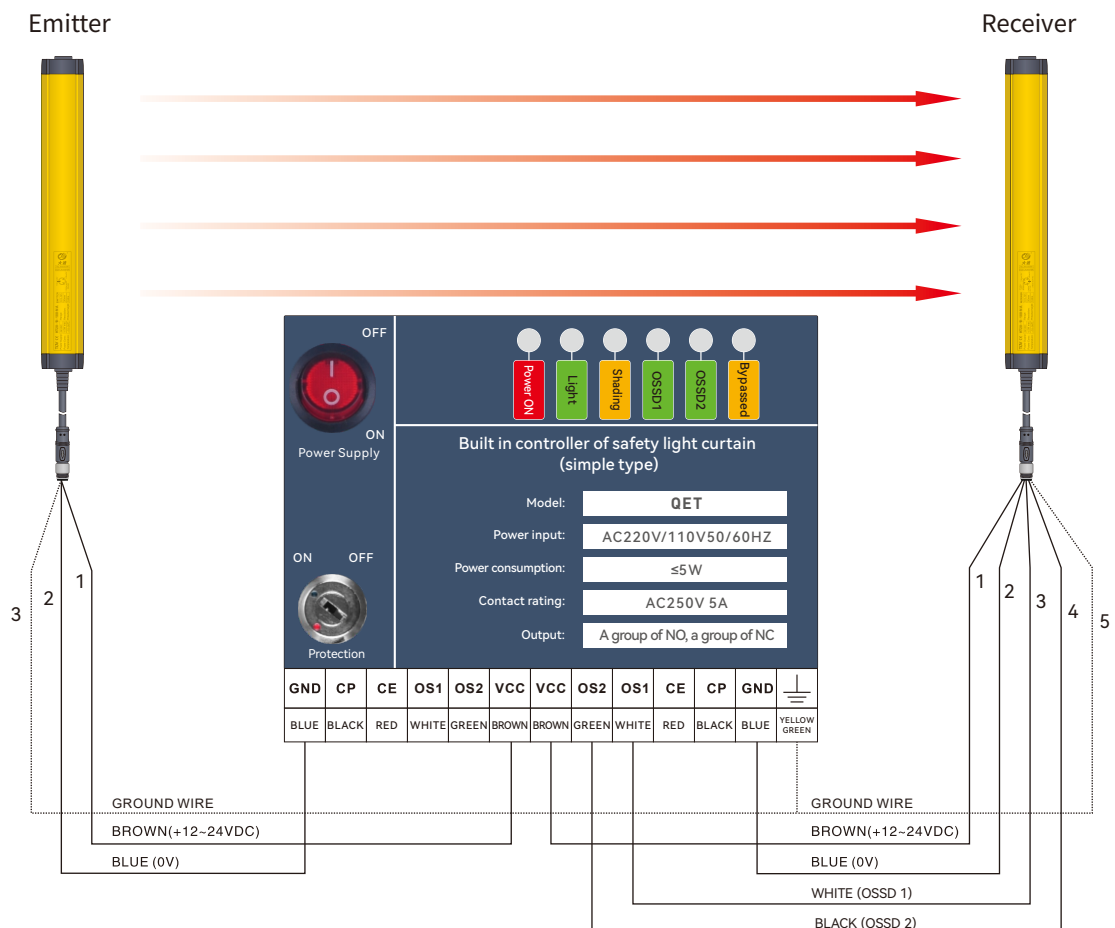 Emitter
Receiver
OFF
ON
Power Supply
Power ON
Light
Shading
OSSD1
OSSD2
Bypassed
Built in controller of safety light curtain
(simple type)
Model: QET
Power input: AC220V/110V50/60HZ
Power consumption: ≤5W
Contact rating: AC250V 5A
Output: A group of NO, a group of NC
ON OFF
Protection
GND CP CE OS1 OS2 VCC VCC OS2 OS1 CE CP GND
BLUE BLACK RED WHITE GREEN BROWN BROWN GREEN WHITE RED BLACK BLUE YELLOW
GREEN
3 2 1
1 2 3 4 5
GROUND WIRE
BROWN(+12~24VDC)
BLUE (0V)
GROUND WIRE
BROWN(+12~24VDC)
BLUE (0V)
WHITE (OSSD 1)
BLACK (OSSD 2)